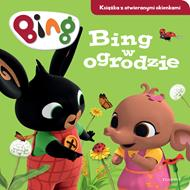 Książka z otwieranymi okienkami
Bing
Bing
w
ogrodzie